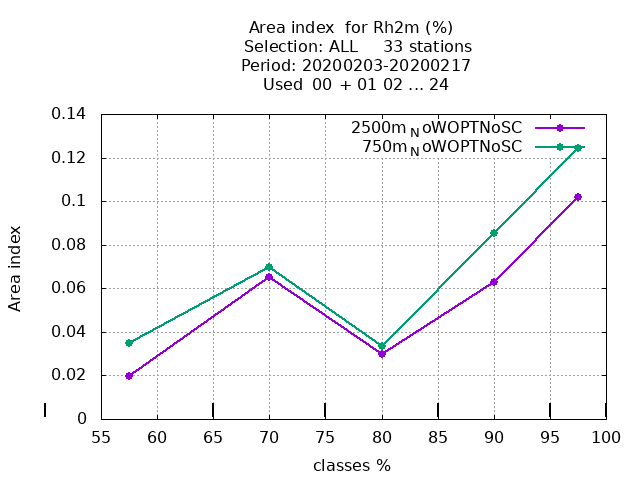 Area index for Rh2m (%)
Selection: ALL 33 stations
Period: 20200203-20200217
Used 00 + 01 02 ... 24
0.14
0.12
0.1
0.08
0.06
0.04
0.02
0
Area index
2500m_NoWOPTNoSC
750m_NoWOPTNoSC
55 60 65 70 75 80 85 90 95 100
classes %